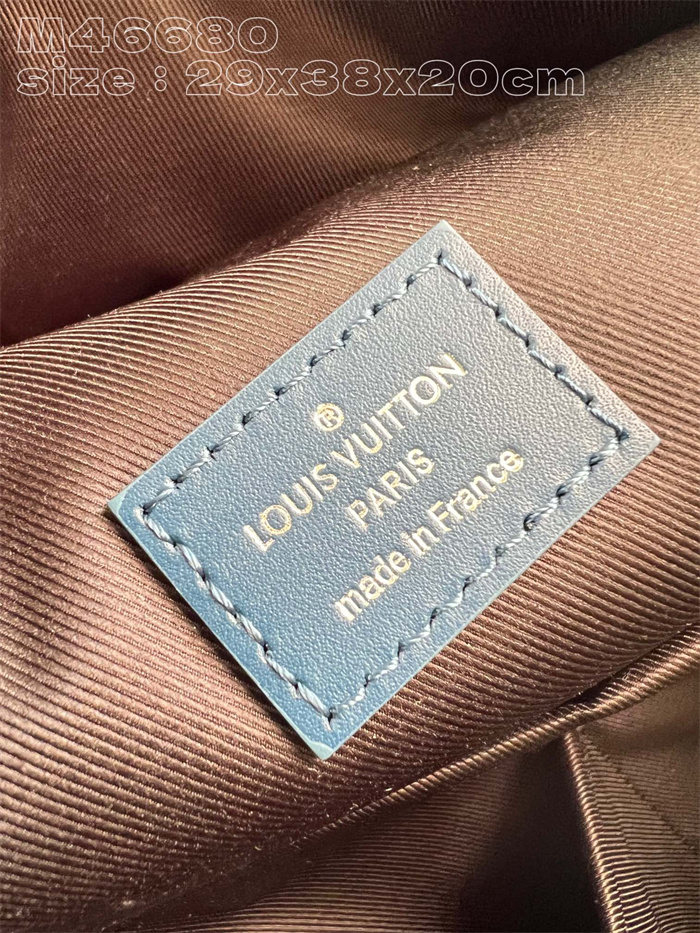 M46680
size : 29x38x20cm
®
LOUIS VUITTON
PARIS
made in France